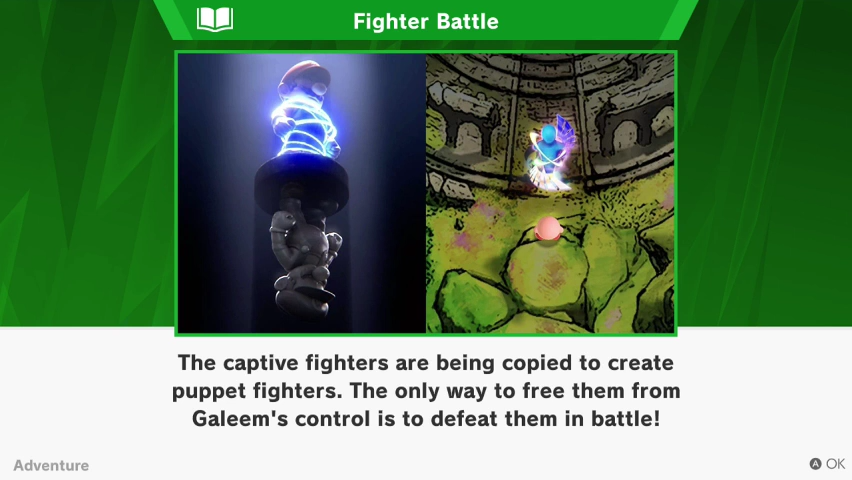 Fighter Battle
The captive fighters are being copied to create
puppet fighters. The only way to free them from
Galeem's control is to defeat them in battle!
Adventure
A OK